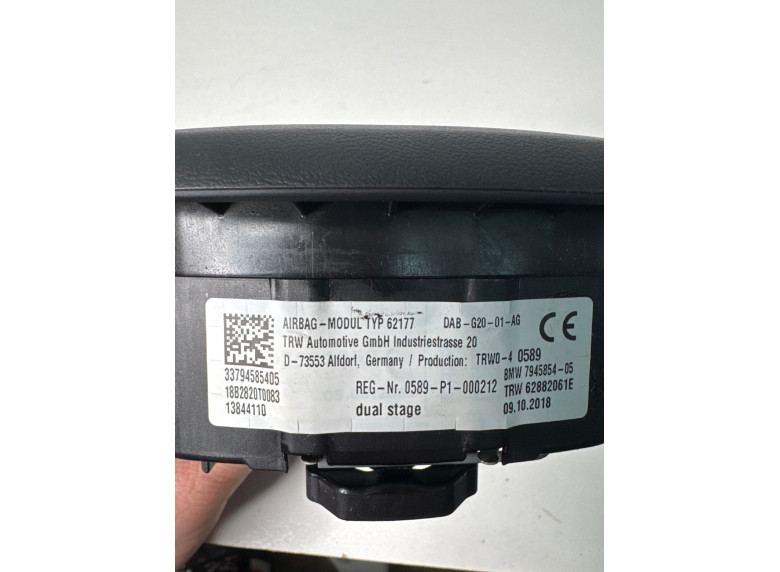 AIRBAG-MODUL TYP 62177 DAB-G20-01-AG CE
TRW Automotive GmbH Industriestrasse 20
D-73553 Alfdorf, Germany / Production: TRWO-4 0589
33794585405 BMW 7945854-05
18B2820T0083 REG-Nr. 0589-P1-000212 TRW 62882061E
13844110 dual stage 09.10.2018